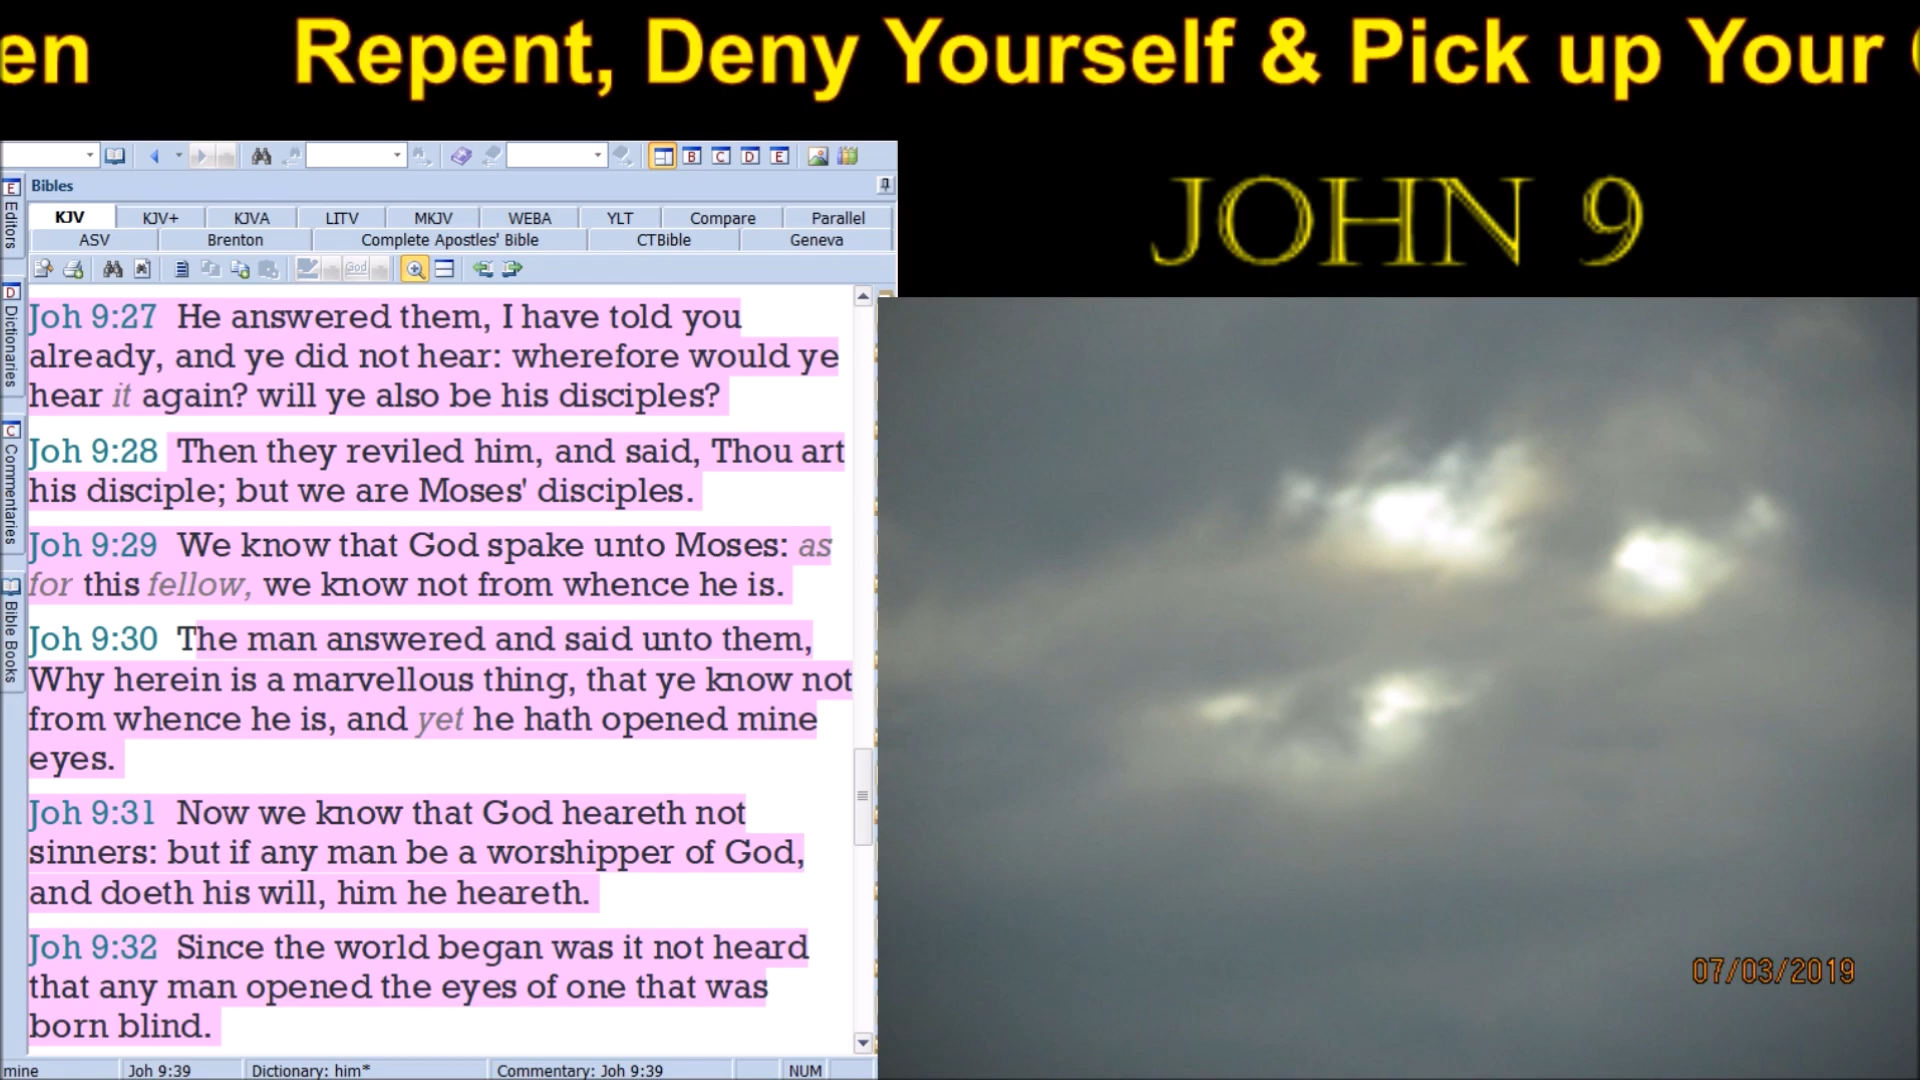 en Repent, Deny Yourself & Pick up Your
JOHN 9
Bibles
KJV KJV+ KJVA LITV MKJV WEBA YLT Compare Parallel
ASV Brenton Complete Apostles' Bible CTBible Geneva
B C D E
God
E Editors
D Dictionaries
C Commentaries
Bible Books
Joh 9:27 He answered them, I have told you
already, and ye did not hear: wherefore would ye
hear it again? will ye also be his disciples?
Joh 9:28 Then they reviled him, and said, Thou art
his disciple; but we are Moses' disciples.
Joh 9:29 We know that God spake unto Moses: as
for this fellow, we know not from whence he is.
Joh 9:30 The man answered and said unto them,
Why herein is a marvellous thing, that ye know not
from whence he is, and yet he hath opened mine
eyes.
Joh 9:31 Now we know that God heareth not
sinners: but if any man be a worshipper of God,
and doeth his will, him he heareth.
Joh 9:32 Since the world began was it not heard
that any man opened the eyes of one that was
born blind.
07/03/2019
mine Joh 9:39 Dictionary: him* Commentary: Joh 9:39 NUM